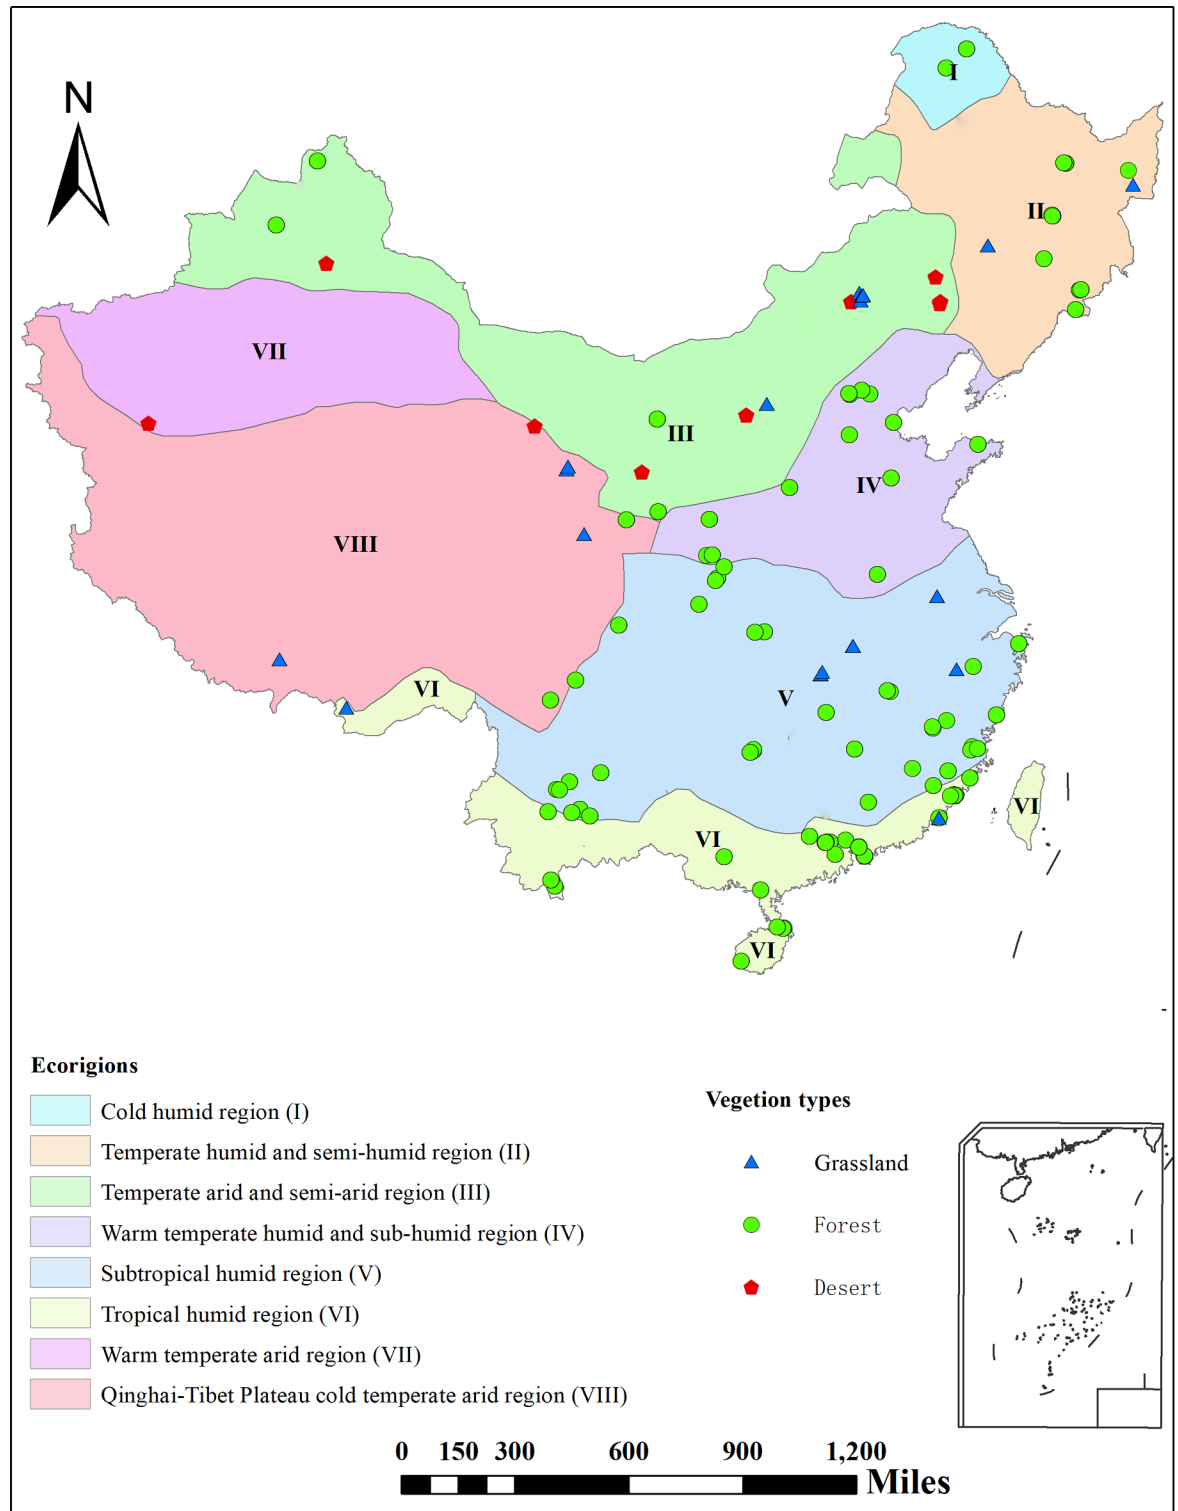 N
I
II
VII
III
IV
VIII
VI
V
VI
VI
VI
Ecorigions
Cold humid region (I)
Temperate humid and semi-humid region (II)
Temperate arid and semi-arid region (III)
Warm temperate humid and sub-humid region (IV)
Subtropical humid region (V)
Tropical humid region (VI)
Warm temperate arid region (VII)
Qinghai-Tibet Plateau cold temperate arid region (VIII)
Vegetion types
Grassland
Forest
Desert
0 150 300 600 900 1,200
Miles